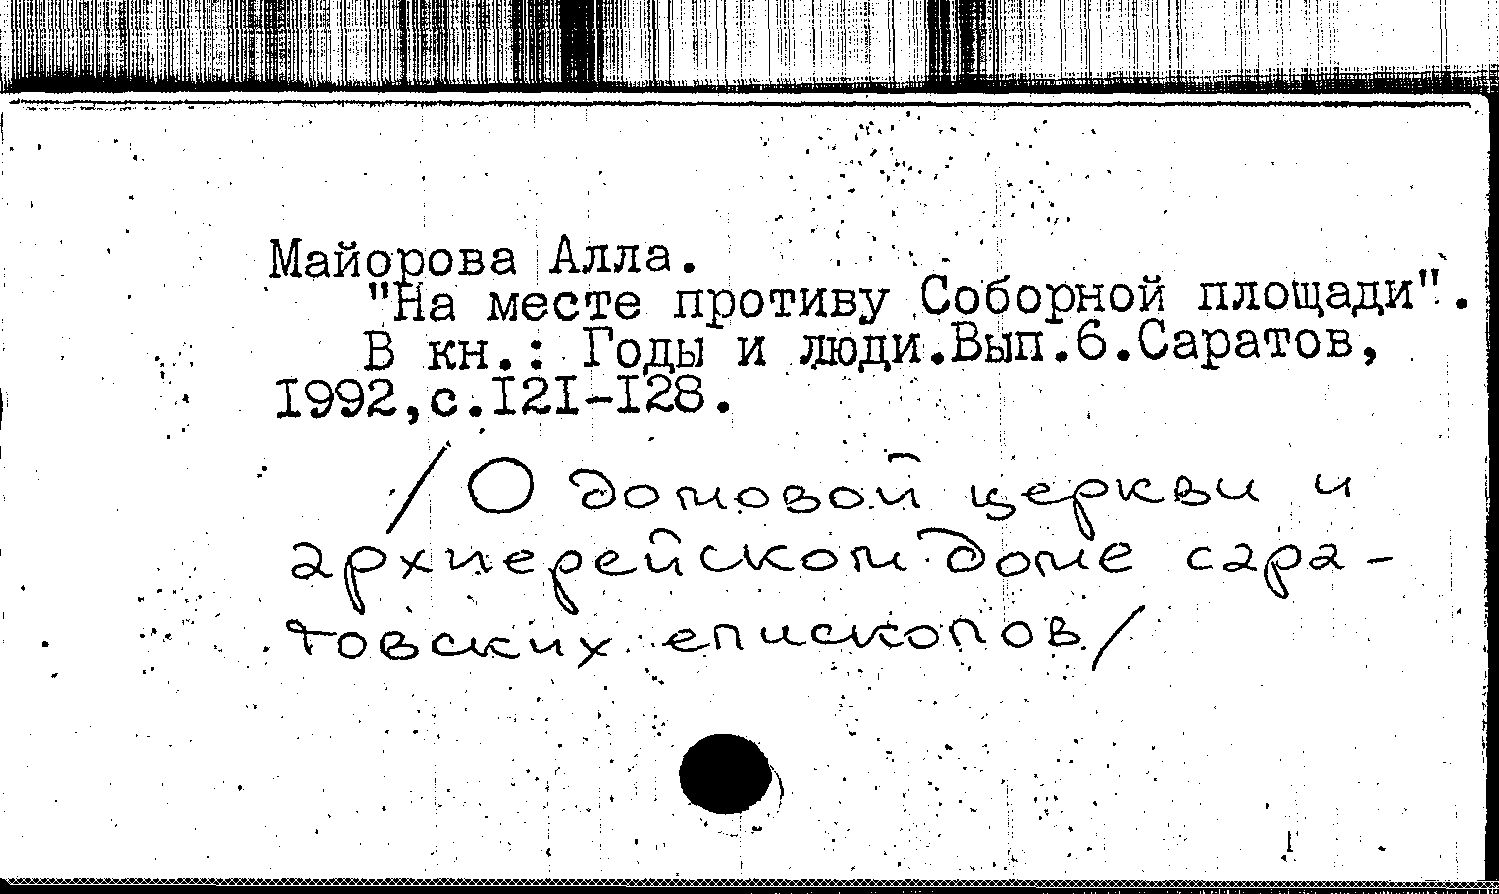 Майорова Алла.
"На месте противу Соборной площади".
В кн.: Годы и люди.Вып.6.Саратов,
1992,с.121-128.
/О домовой церкви и
архиерейском доме сара-
товских епископов/